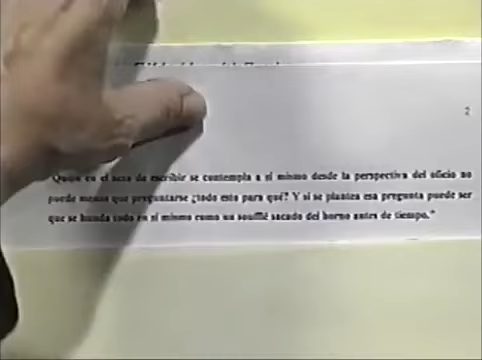 2
"Quien en el acto de escribir se contempla a sí mismo desde la perspectiva del oficio no
puede menos que preguntarse ¿todo esto para qué? Y si se plantea esa pregunta puede ser
que se hunda todo en sí mismo como un soufflé sacado del horno antes de tiempo."